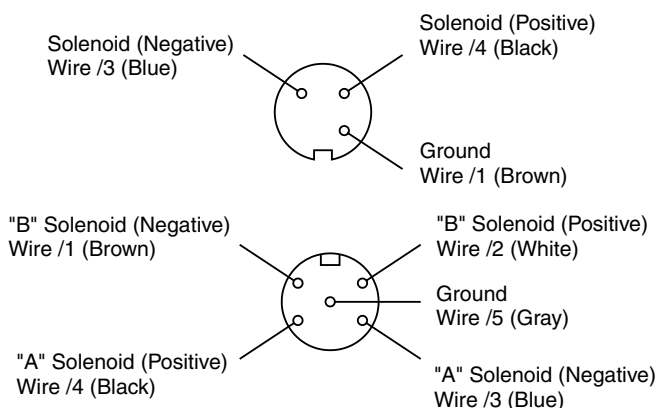 Solenoid (Negative)
Wire /3 (Blue)
Solenoid (Positive)
Wire /4 (Black)
Ground
Wire /1 (Brown)
"B" Solenoid (Negative)
Wire /1 (Brown)
"B" Solenoid (Positive)
Wire /2 (White)
Ground
Wire /5 (Gray)
"A" Solenoid (Positive)
Wire /4 (Black)
"A" Solenoid (Negative)
Wire /3 (Blue)